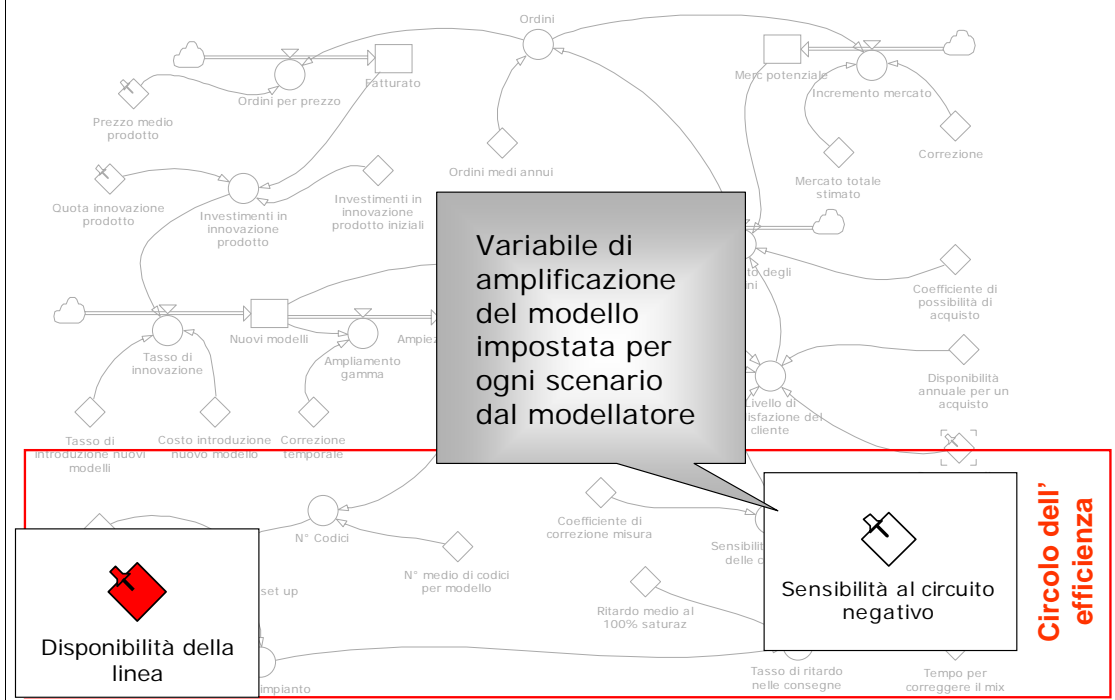 Ordini
Merc potenziale
Fatturato
Ordini per prezzo
Incremento mercato
Prezzo medio
prodotto
Correzione
Ordini medi annui
Mercato totale
stimato
Quota innovazione
prodotto
Investimenti in
innovazione
prodotto
Investimenti in
innovazione
prodotto iniziali
Variabile di
amplificazione
del modello
impostata per
ogni scenario
dal modellatore
degli
Coefficiente di
possibilità di
acquisto
Nuovi modelli
Tasso di
innovazione
Ampliamento
gamma
Disponibilità
annuale per un
acquisto
Livello di
del
cliente
Tasso di
introduzione nuovi
modelli
Costo introduzione
nuovo modello
Correzione
temporale
Circolo dell'
efficienza
N° Codici
Coefficiente di
correzione misura
delle
N° medio di codici
per modello
set up
Ritardo medio al
100% saturaz
Sensibilità al circuito
negativo
Disponibilità della
linea
impianto
Tasso di ritardo
nelle consegne
Tempo per
correggere il mix